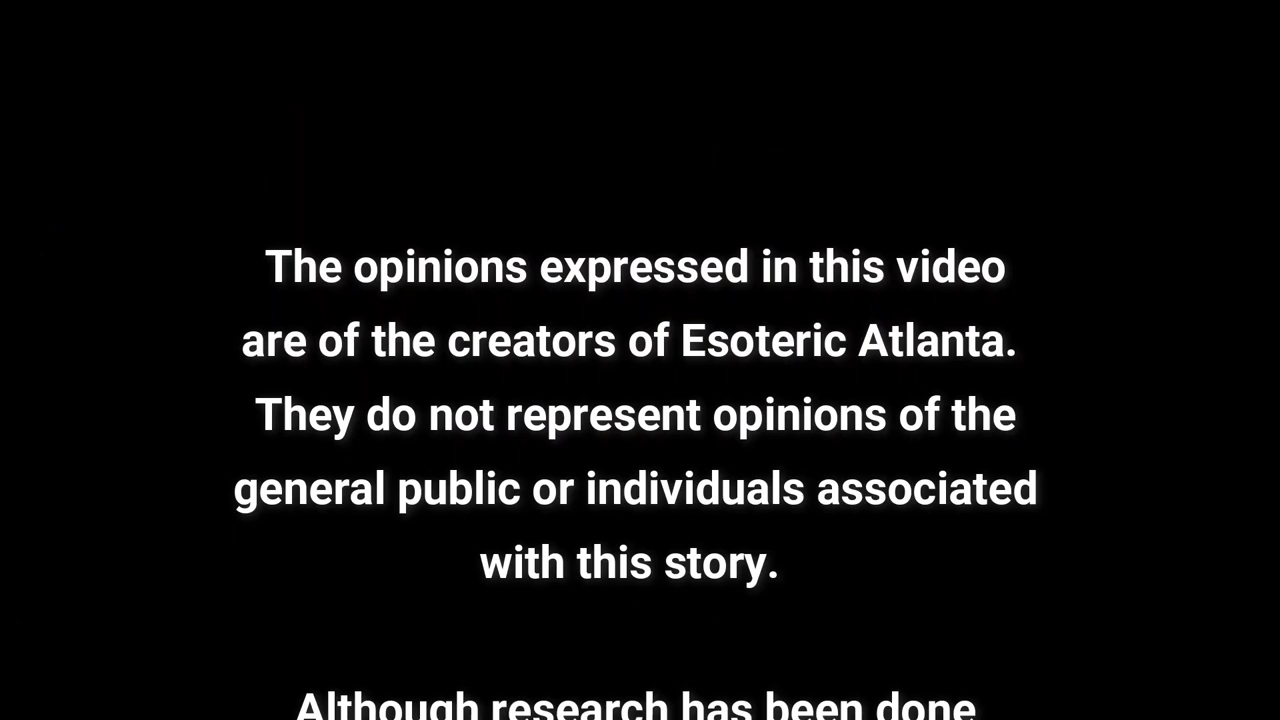 The opinions expressed in this video
are of the creators of Esoteric Atlanta.
They do not represent opinions of the
general public or individuals associated
with this story.
Although research has been done